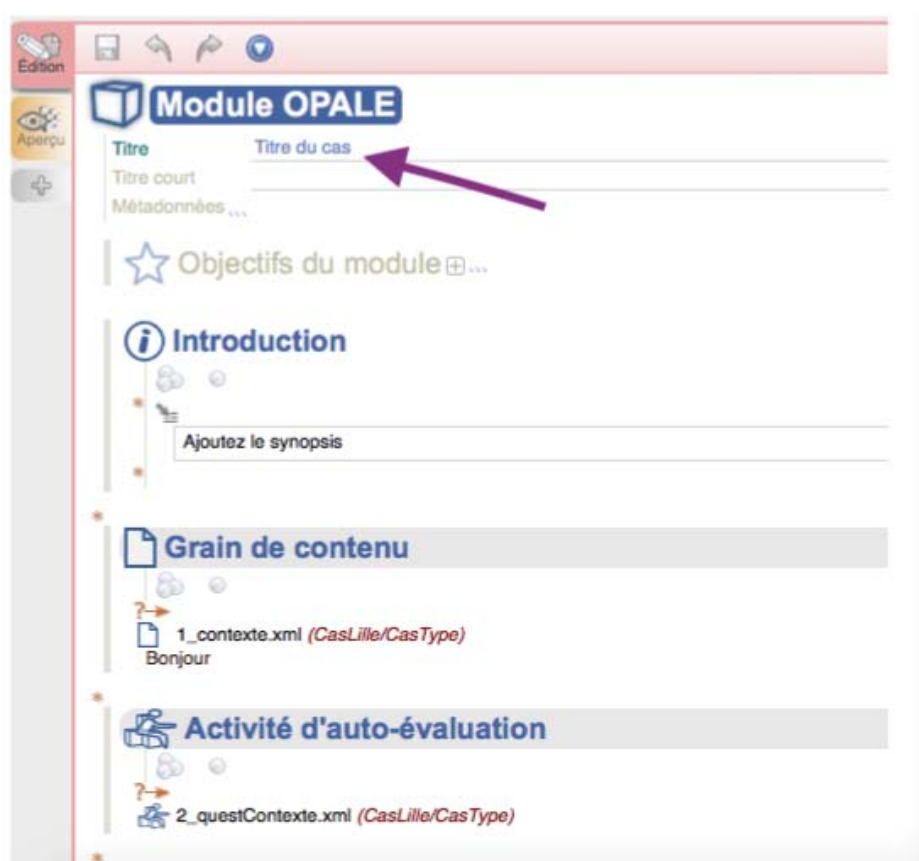 Édition
Module OPALE
Aperçu
Titre Titre du cas
Titre court
Métadonnées ...
Objectifs du module ...
Introduction
Ajoutez le synopsis
Grain de contenu
?
1_contexte.xml (CasLille/CasType)
Bonjour
Activité d'auto-évaluation
?
2_questContexte.xml (CasLille/CasType)